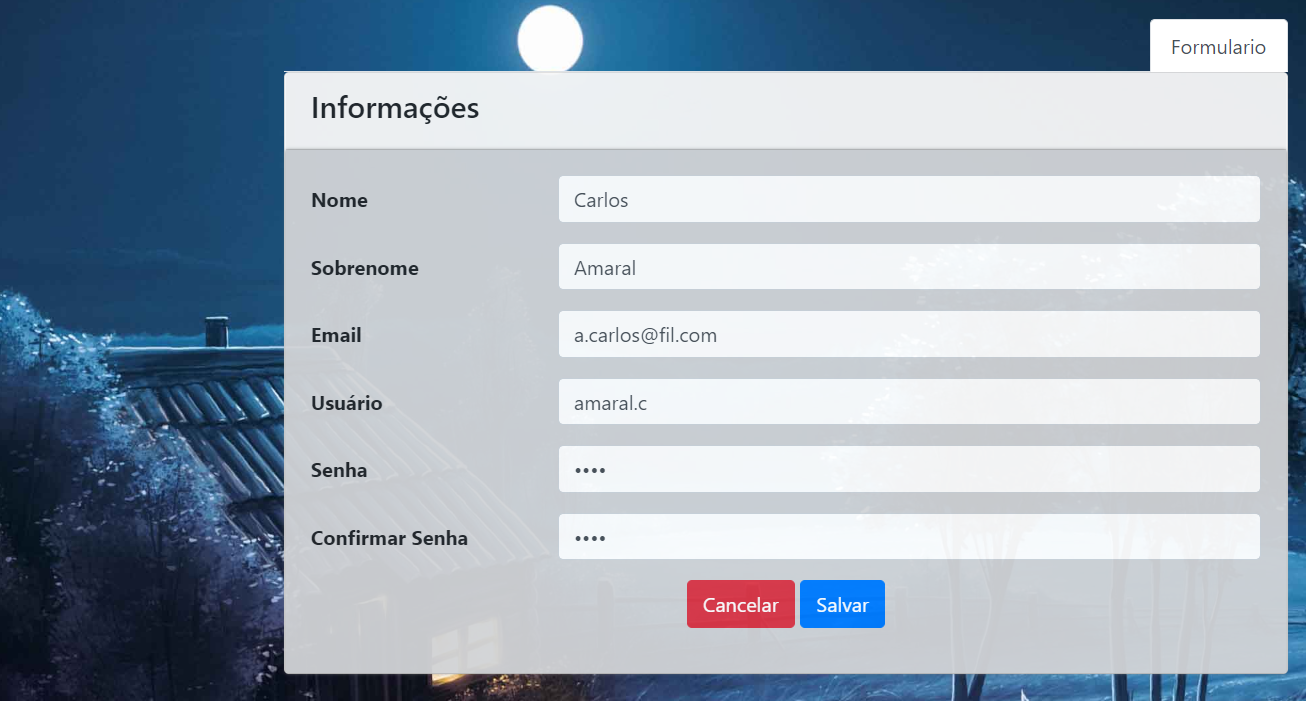 Formulario
Informações
Nome Carlos
Sobrenome Amaral
Email a.carlos@fil.com
Usuário amaral.c
Senha ••••
Confirmar Senha ••••
Cancelar Salvar